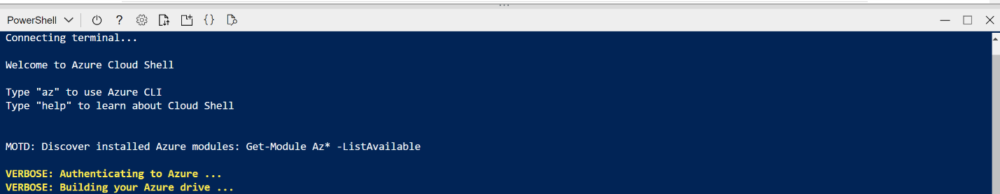 PowerShell
Connecting terminal...
Welcome to Azure Cloud Shell
Type "az" to use Azure CLI
Type "help" to learn about Cloud Shell
MOTD: Discover installed Azure modules: Get-Module Az* -ListAvailable
VERBOSE: Authenticating to Azure ...
VERBOSE: Building your Azure drive ...